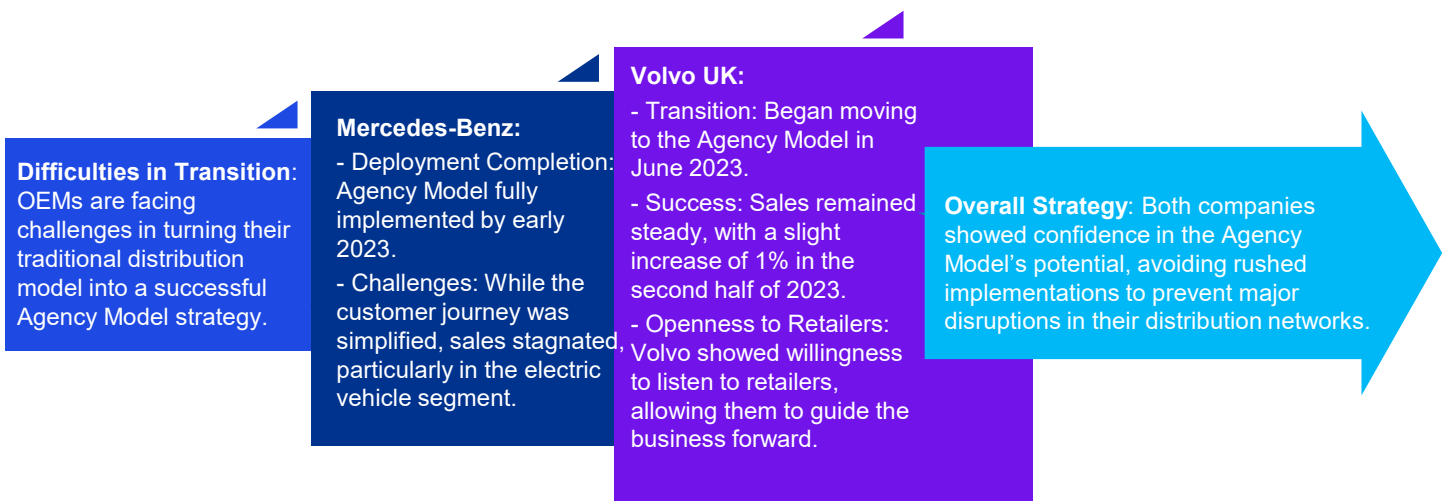 Difficulties in Transition:
OEMs are facing
challenges in turning their
traditional distribution
model into a successful
Agency Model strategy.
Mercedes-Benz:
- Deployment Completion:
Agency Model fully
implemented by early
2023.
- Challenges: While the
customer journey was
simplified, sales stagnated,
particularly in the electric
vehicle segment.
Volvo UK:
- Transition: Began moving
to the Agency Model in
June 2023.
- Success: Sales remained
steady, with a slight
increase of 1% in the
second half of 2023.
- Openness to Retailers:
Volvo showed willingness
to listen to retailers,
allowing them to guide the
business forward.
Overall Strategy: Both companies
showed confidence in the Agency
Model’s potential, avoiding rushed
implementations to prevent major
disruptions in their distribution networks.